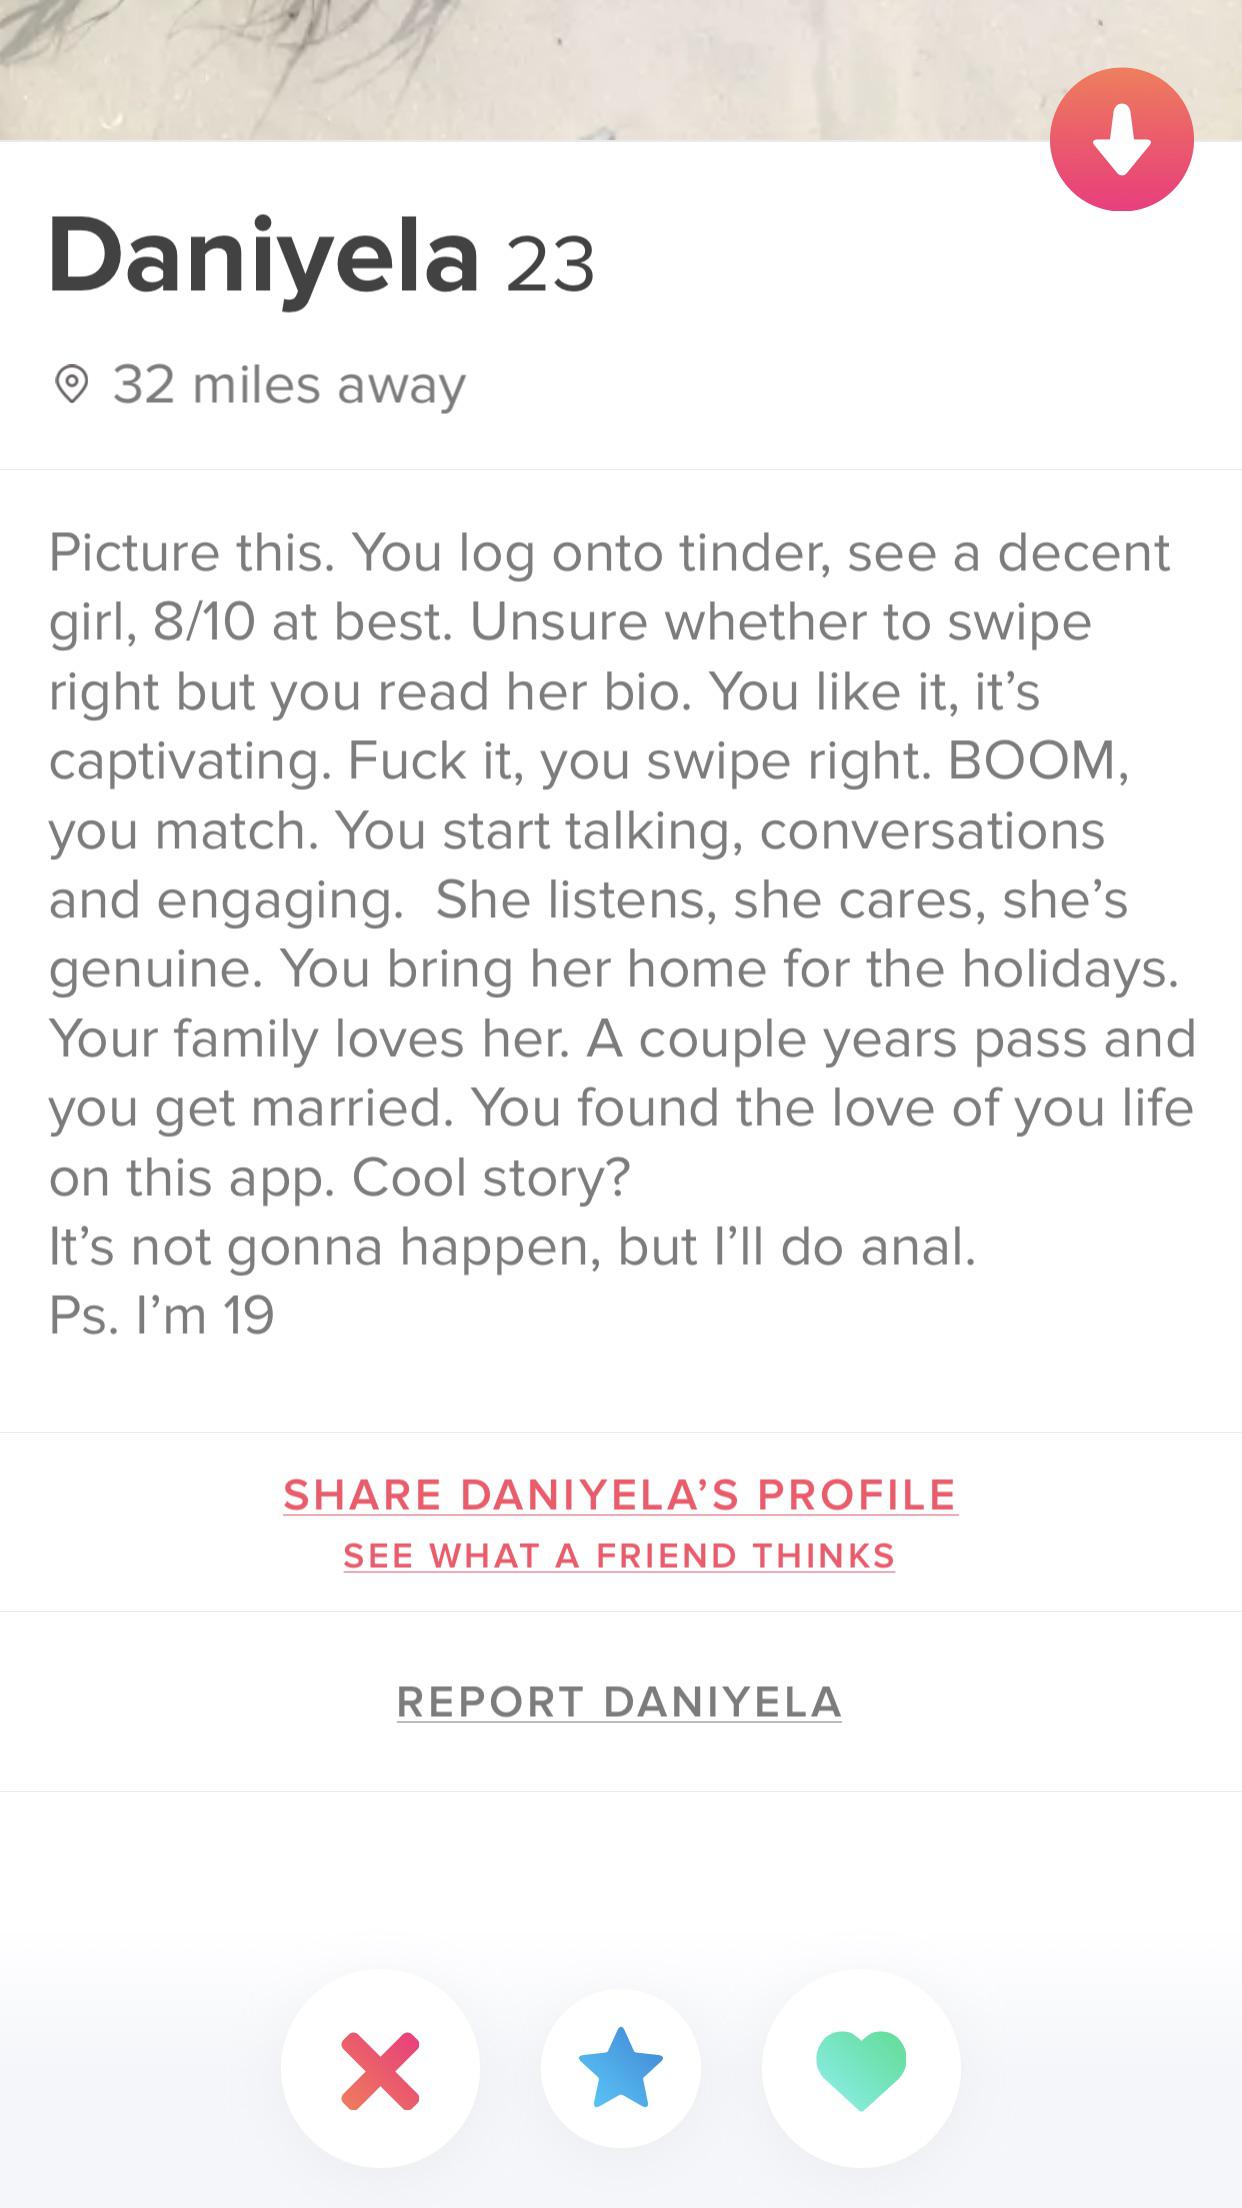 Daniyela 23
32 miles away
Picture this. You log onto tinder, see a decent
girl, 8/10 at best. Unsure whether to swipe
right but you read her bio. You like it, it’s
captivating. Fuck it, you swipe right. BOOM,
you match. You start talking, conversations
and engaging.  She listens, she cares, she’s
genuine. You bring her home for the holidays.
Your family loves her. A couple years pass and
you get married. You found the love of you life
on this app. Cool story?
It’s not gonna happen, but I’ll do anal.
Ps. I’m 19
SHARE DANIYELA’S PROFILE
SEE WHAT A FRIEND THINKS
REPORT DANIYELA